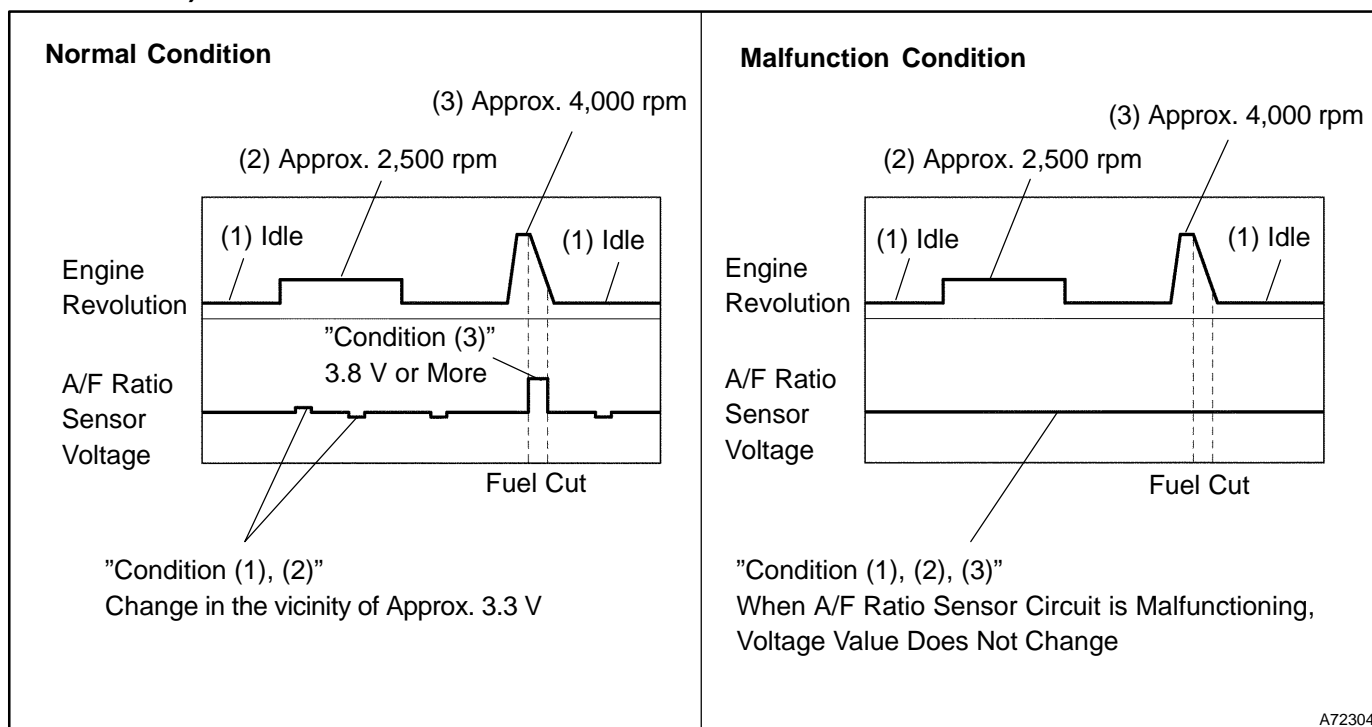 Normal Condition
(3) Approx. 4,000 rpm
(2) Approx. 2,500 rpm
(1) Idle
(1) Idle
Engine
Revolution
”Condition (3)”
3.8 V or More
A/F Ratio
Sensor
Voltage
Fuel Cut
”Condition (1), (2)”
Change in the vicinity of Approx. 3.3 V
Malfunction Condition
(3) Approx. 4,000 rpm
(2) Approx. 2,500 rpm
(1) Idle
(1) Idle
Engine
Revolution
A/F Ratio
Sensor
Voltage
Fuel Cut
”Condition (1), (2), (3)”
When A/F Ratio Sensor Circuit is Malfunctioning,
Voltage Value Does Not Change
A72304